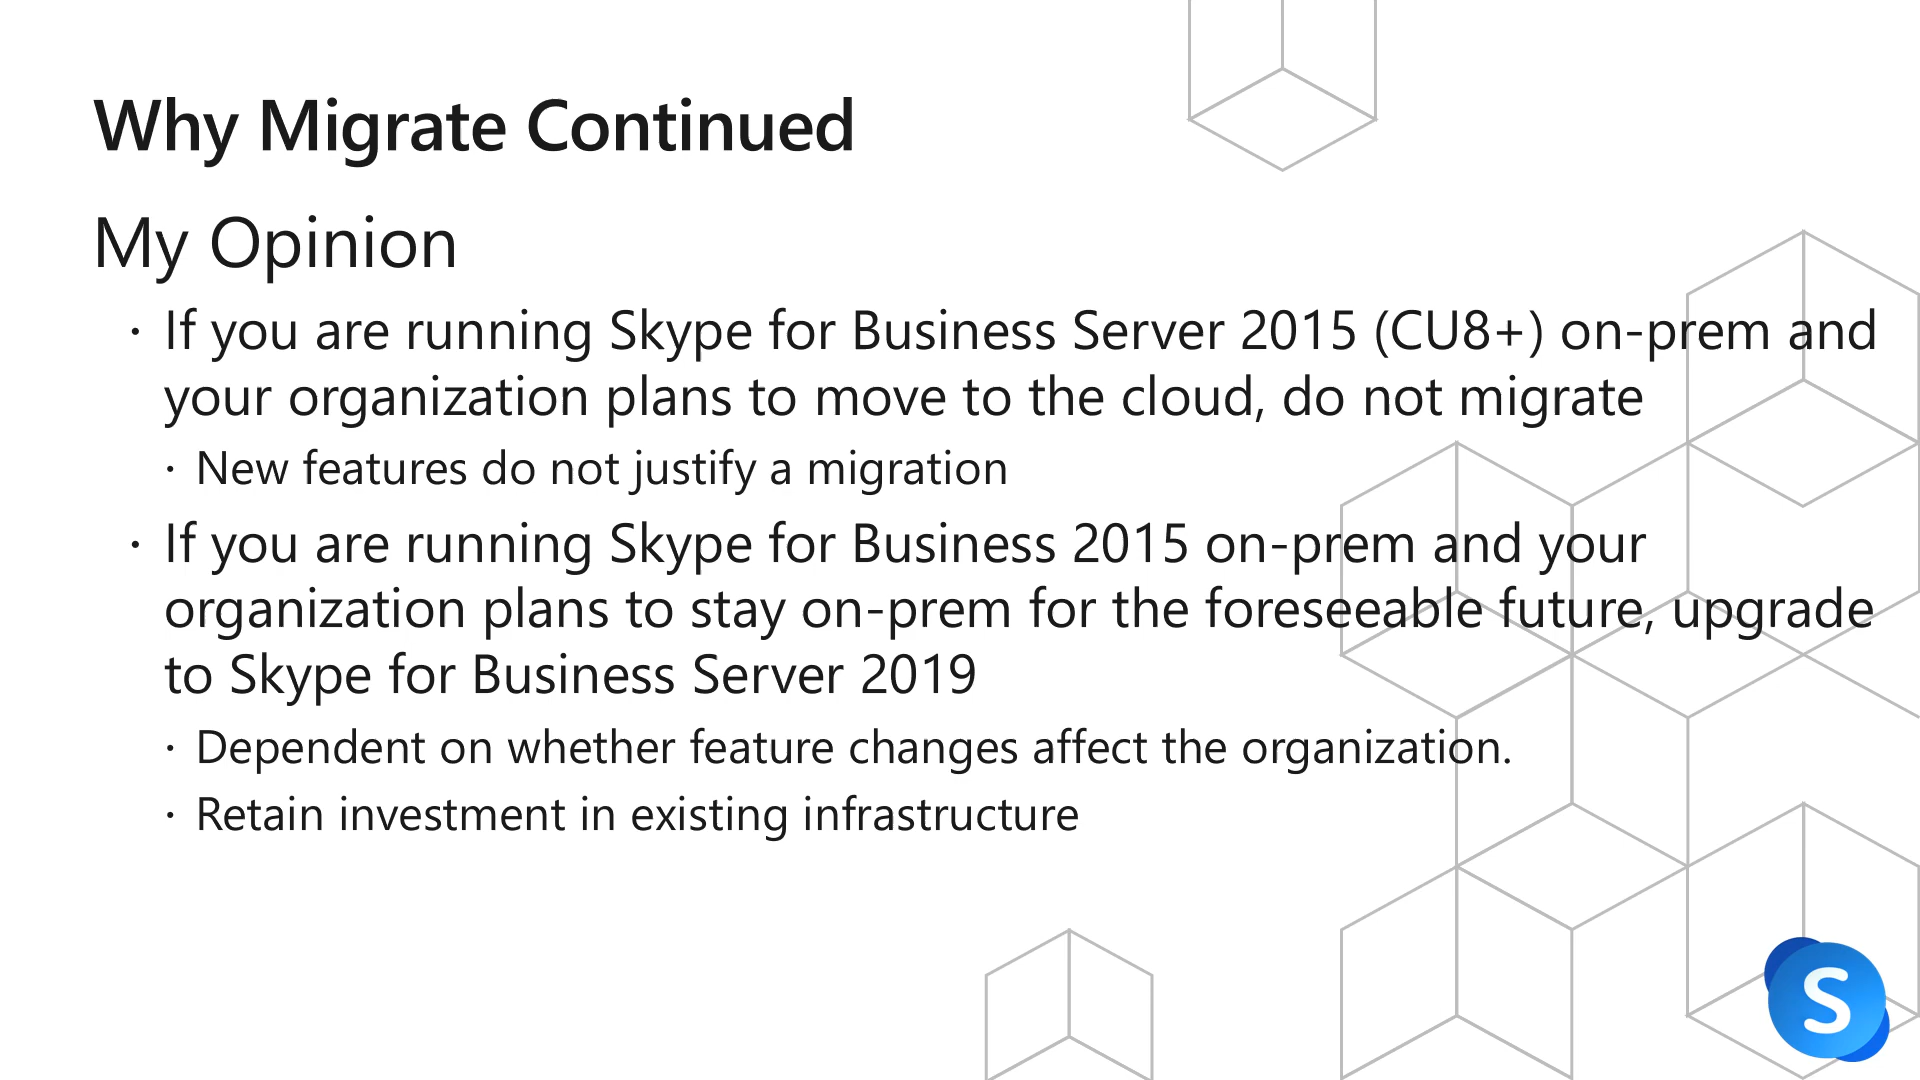 Why Migrate Continued
My Opinion
· If you are running Skype for Business Server 2015 (CU8+) on-prem and
your organization plans to move to the cloud, do not migrate
· New features do not justify a migration
· If you are running Skype for Business 2015 on-prem and your
organization plans to stay on-prem for the foreseeable future, upgrade
to Skype for Business Server 2019
· Dependent on whether feature changes affect the organization.
· Retain investment in existing infrastructure
S